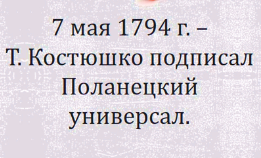 7 мая 1794 г. –
Т. Костюшко подписал
Поланецкий
универсал.